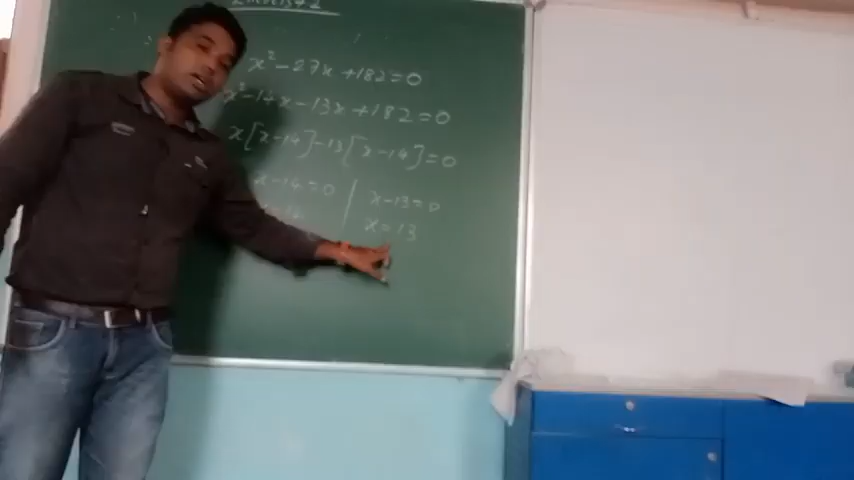 x² - 27x + 182 = 0
x² - 14x - 13x + 182 = 0
x[x - 14] - 13[x - 14] = 0
x - 14 = 0 | x - 13 = 0
x = 13